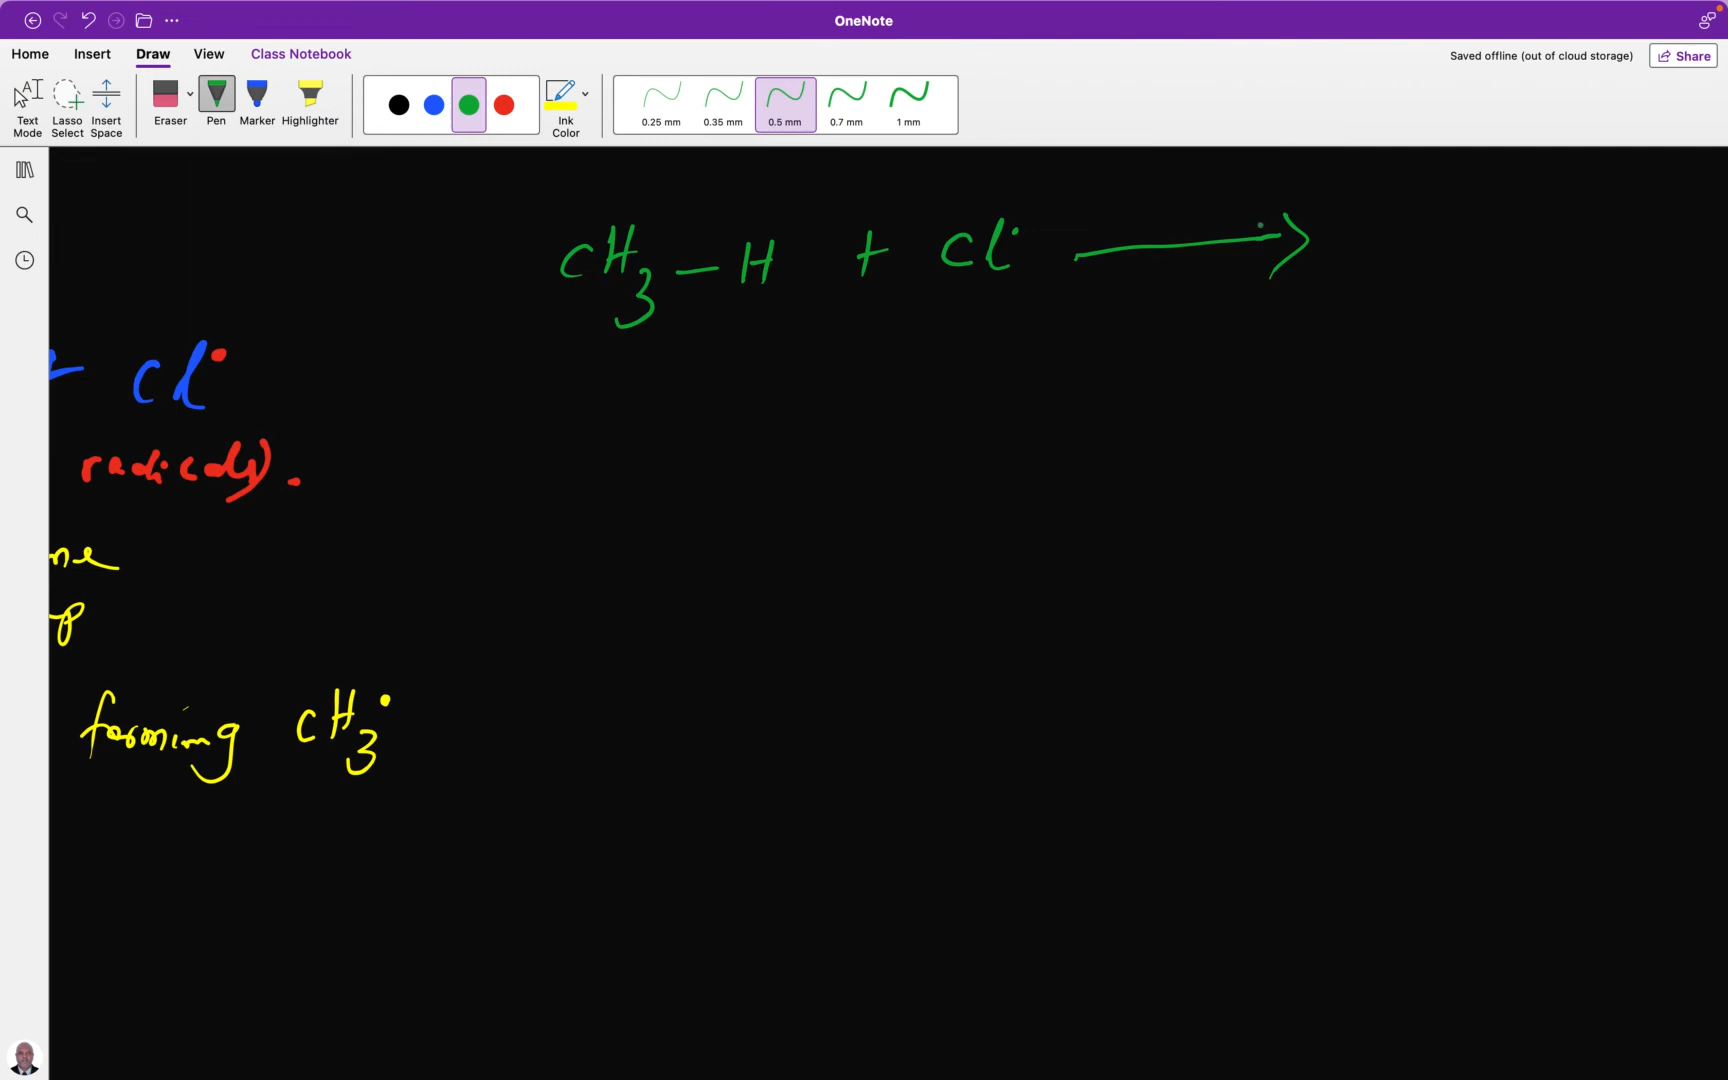 OneNote
Home Insert Draw View Class Notebook
Saved offline (out of cloud storage) Share
Text Mode Lasso Select Insert Space Eraser Pen Marker Highlighter Ink Color 0.25 mm 0.35 mm 0.5 mm 0.7 mm 1 mm
CH₃ — H + Cl• ⟶
+ Cl•
radicals).
ne
p
forming CH₃•